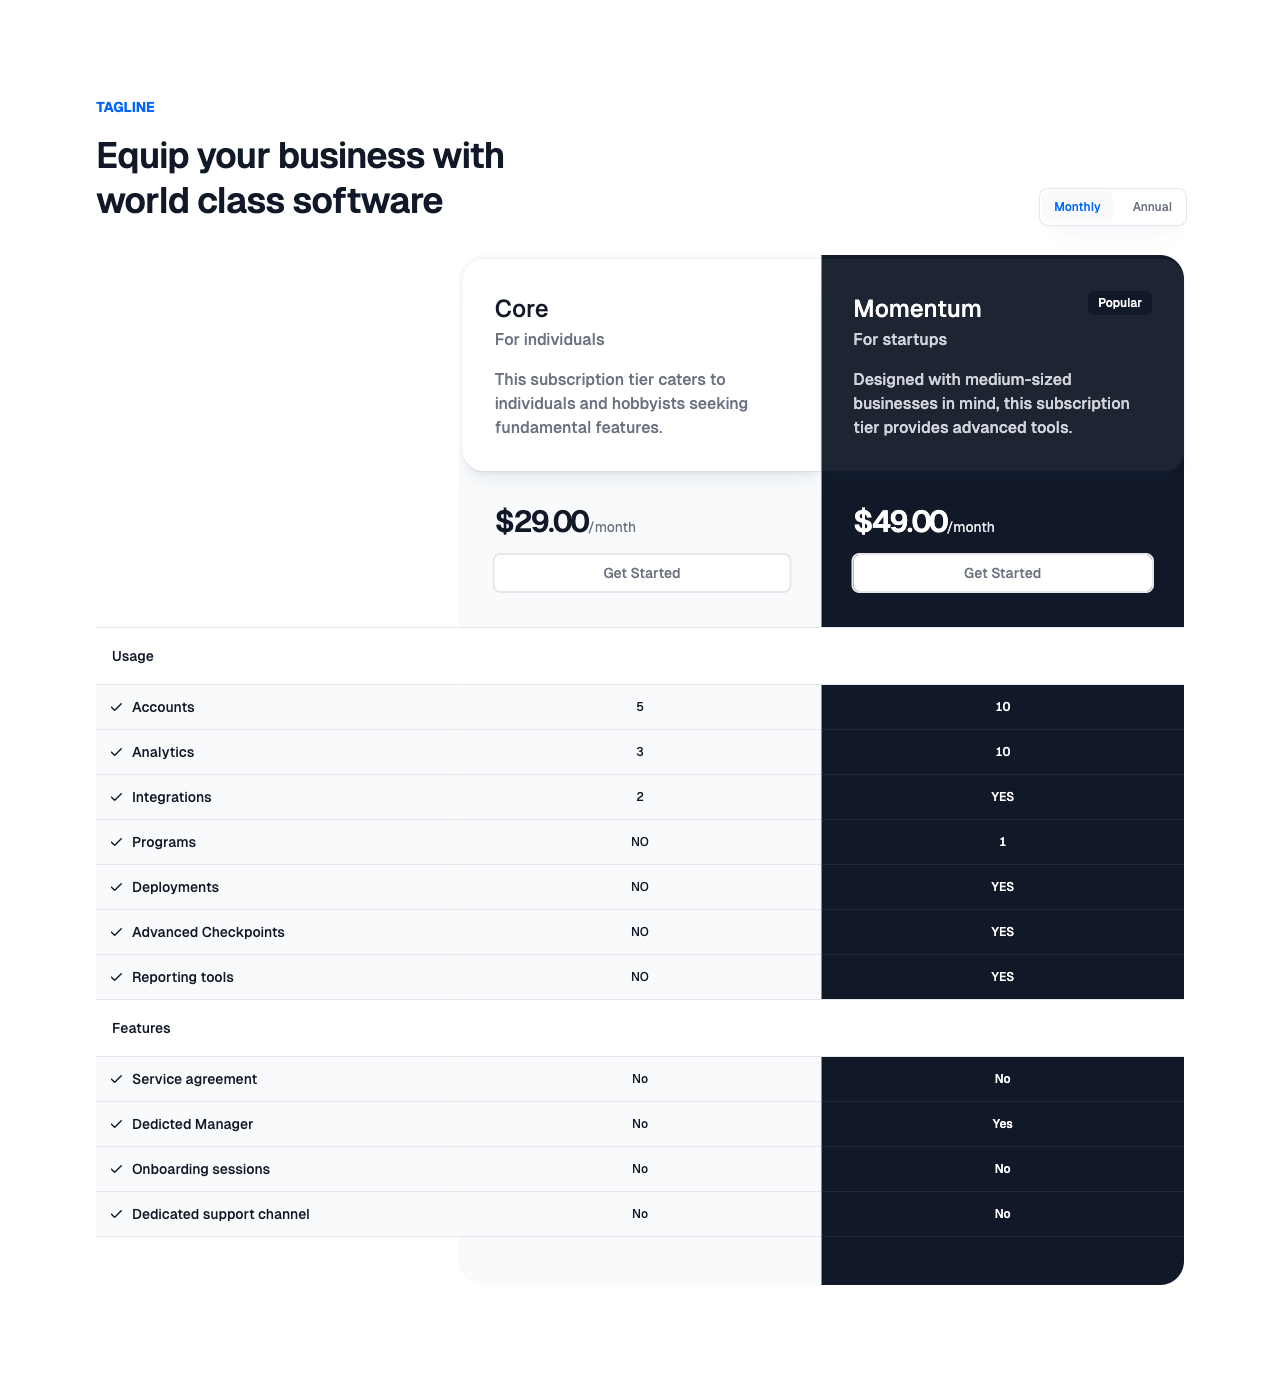 TAGLINE
Equip your business with
world class software
Monthly Annual
Core
For individuals
This subscription tier caters to
individuals and hobbyists seeking
fundamental features.
Momentum
Popular
For startups
Designed with medium-sized
businesses in mind, this subscription
tier provides advanced tools.
$29.00/month
Get Started
$49.00/month
Get Started
Usage
Accounts 5 10
Analytics 3 10
Integrations 2 YES
Programs NO 1
Deployments NO YES
Advanced Checkpoints NO YES
Reporting tools NO YES
Features
Service agreement No No
Dedicted Manager No Yes
Onboarding sessions No No
Dedicated support channel No No